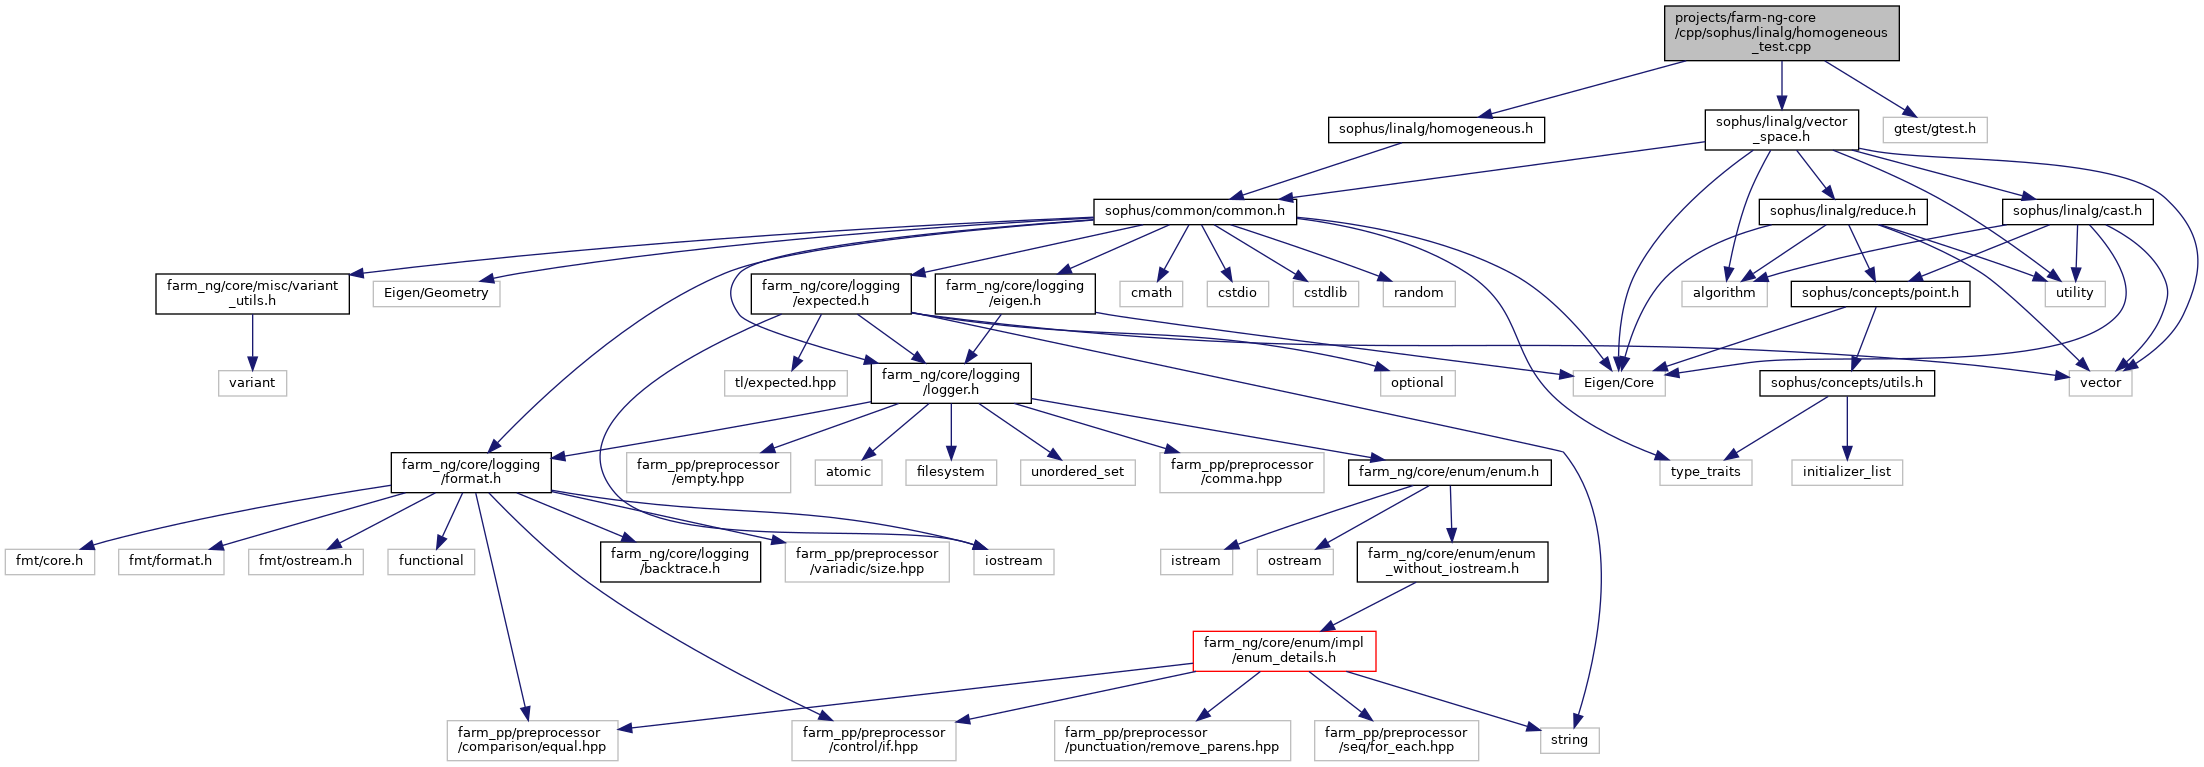 projects/farm-ng-core
/cpp/sophus/linalg/homogeneous
_test.cpp
sophus/linalg/homogeneous.h
sophus/linalg/vector
_space.h
gtest/gtest.h
sophus/common/common.h
sophus/linalg/reduce.h
sophus/linalg/cast.h
farm_ng/core/misc/variant
_utils.h
Eigen/Geometry
farm_ng/core/logging
/expected.h
farm_ng/core/logging
/eigen.h
cmath
cstdio
cstdlib
random
algorithm
sophus/concepts/point.h
utility
variant
tl/expected.hpp
farm_ng/core/logging
/logger.h
optional
Eigen/Core
sophus/concepts/utils.h
vector
farm_ng/core/logging
/format.h
farm_pp/preprocessor
/empty.hpp
atomic
filesystem
unordered_set
farm_pp/preprocessor
/comma.hpp
farm_ng/core/enum/enum.h
type_traits
initializer_list
fmt/core.h
fmt/format.h
fmt/ostream.h
functional
farm_ng/core/logging
/backtrace.h
farm_pp/preprocessor
/variadic/size.hpp
iostream
istream
ostream
farm_ng/core/enum/enum
_without_iostream.h
farm_ng/core/enum/impl
/enum_details.h
farm_pp/preprocessor
/comparison/equal.hpp
farm_pp/preprocessor
/control/if.hpp
farm_pp/preprocessor
/punctuation/remove_parens.hpp
farm_pp/preprocessor
/seq/for_each.hpp
string